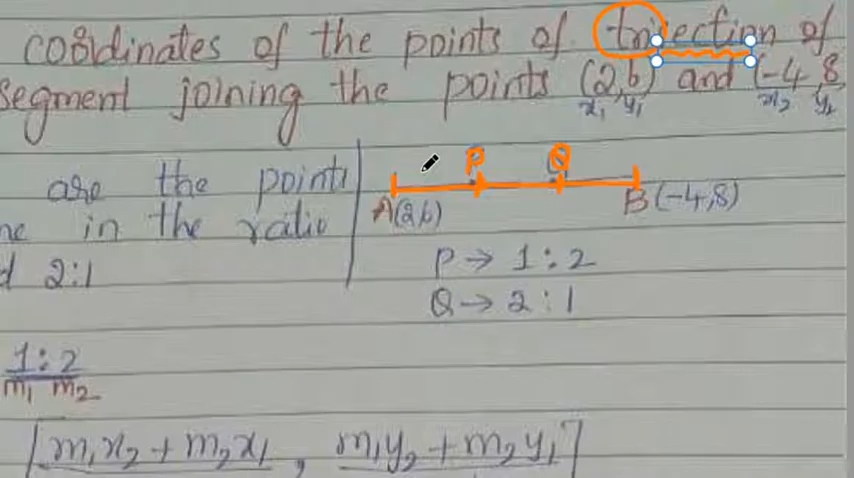 coordinates of the points of trisection of
segment joining the points (2,6) and (-4,8
x₁ y₁ x₂ y₂
are the points
in the ratio
2:1
P Q
A(2,6) B(-4,8)
P → 1:2
Q → 2:1
1:2
m₁ m₂
[m₁x₂ + m₂x₁ , m₁y₂ + m₂y₁]